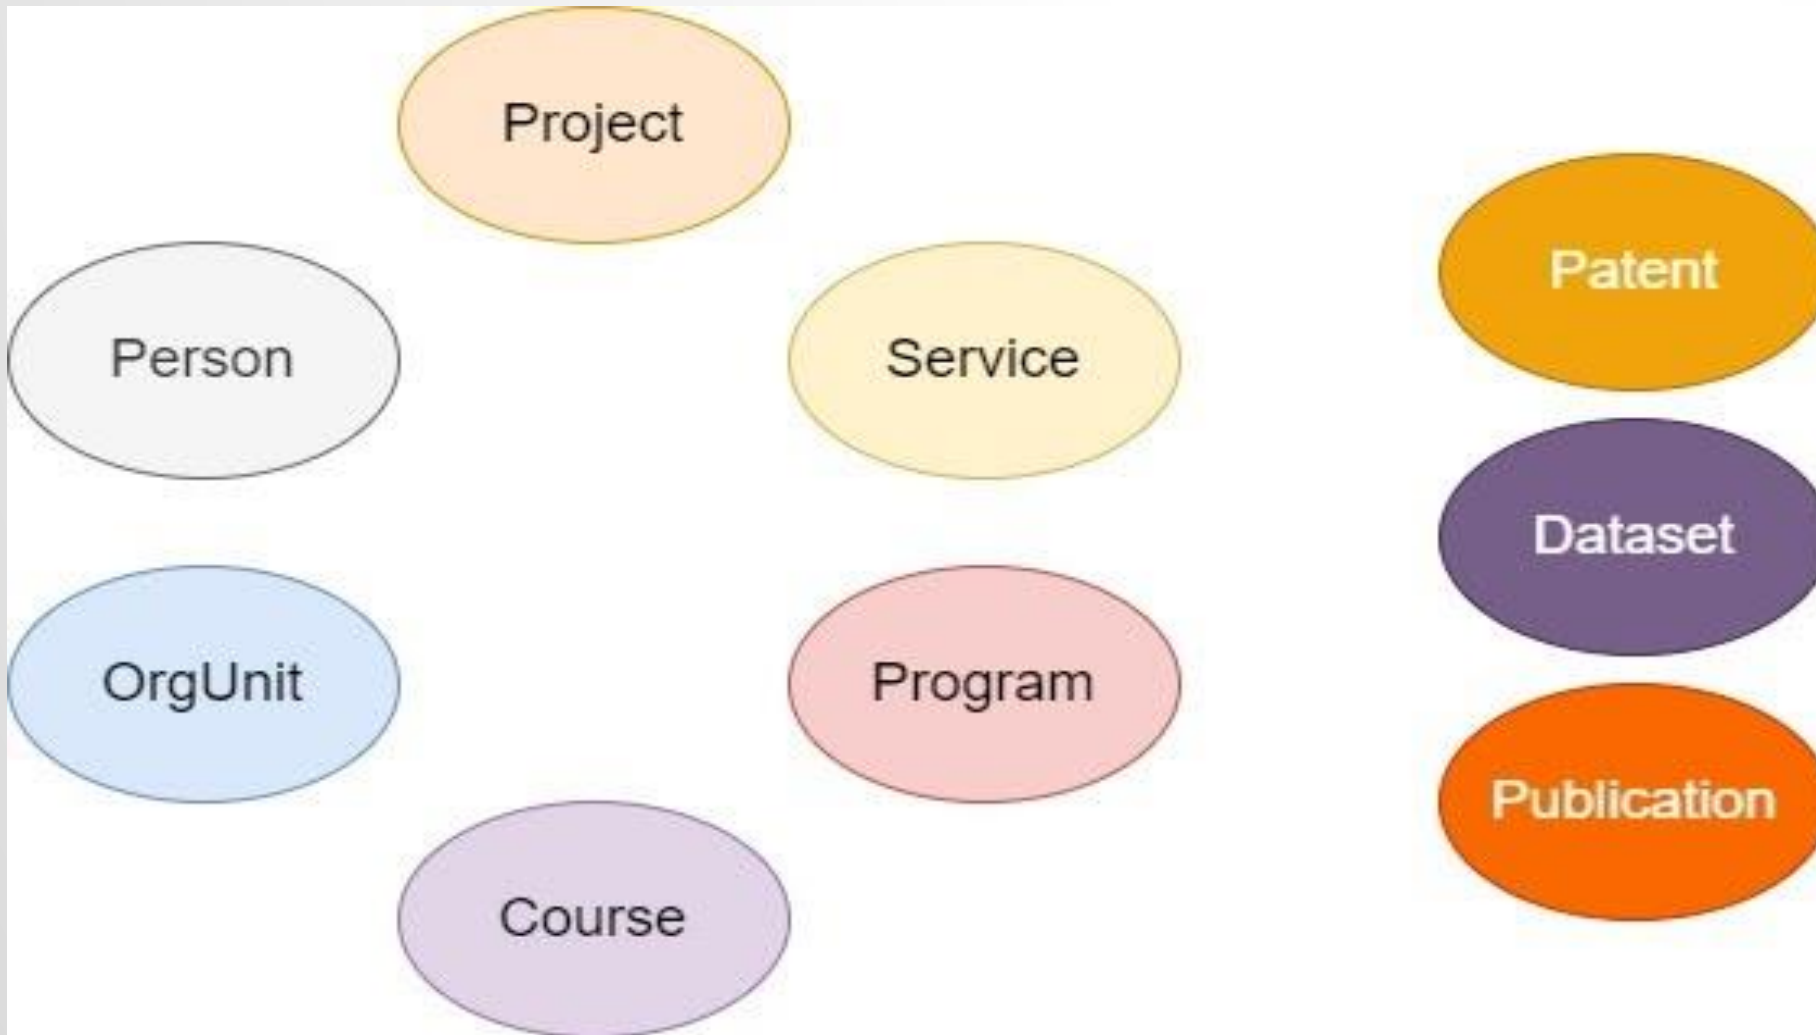 Project
Person
Service
OrgUnit
Program
Course
Patent
Dataset
Publication